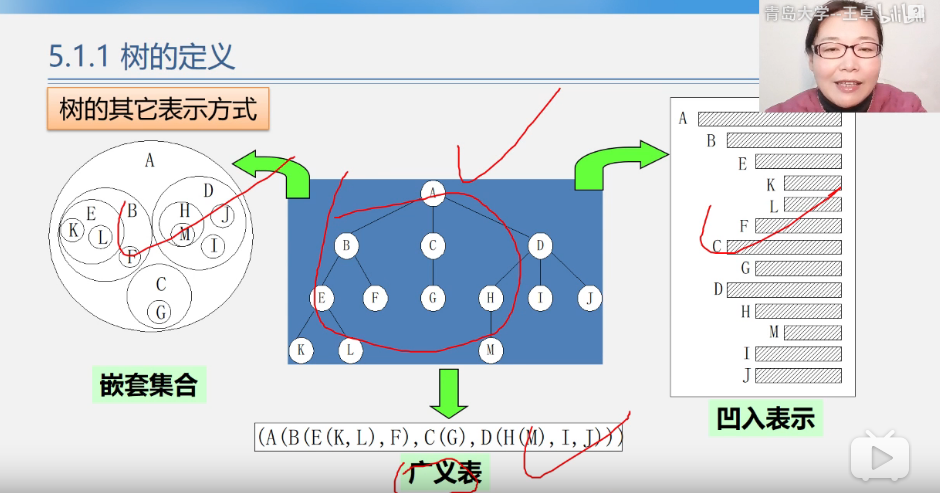 青岛大学-王卓
bilibili
5.1.1 树的定义
树的其它表示方式
A
B
E
K
L
F
C
G
D
H
M
I
J
A
B C D
E F G H I J
K L M
A
B
E
K
L
F
C
G
D
H
M
I
J
嵌套集合
(A(B(E(K,L),F),C(G),D(H(M),I,J)))
广义表
凹入表示